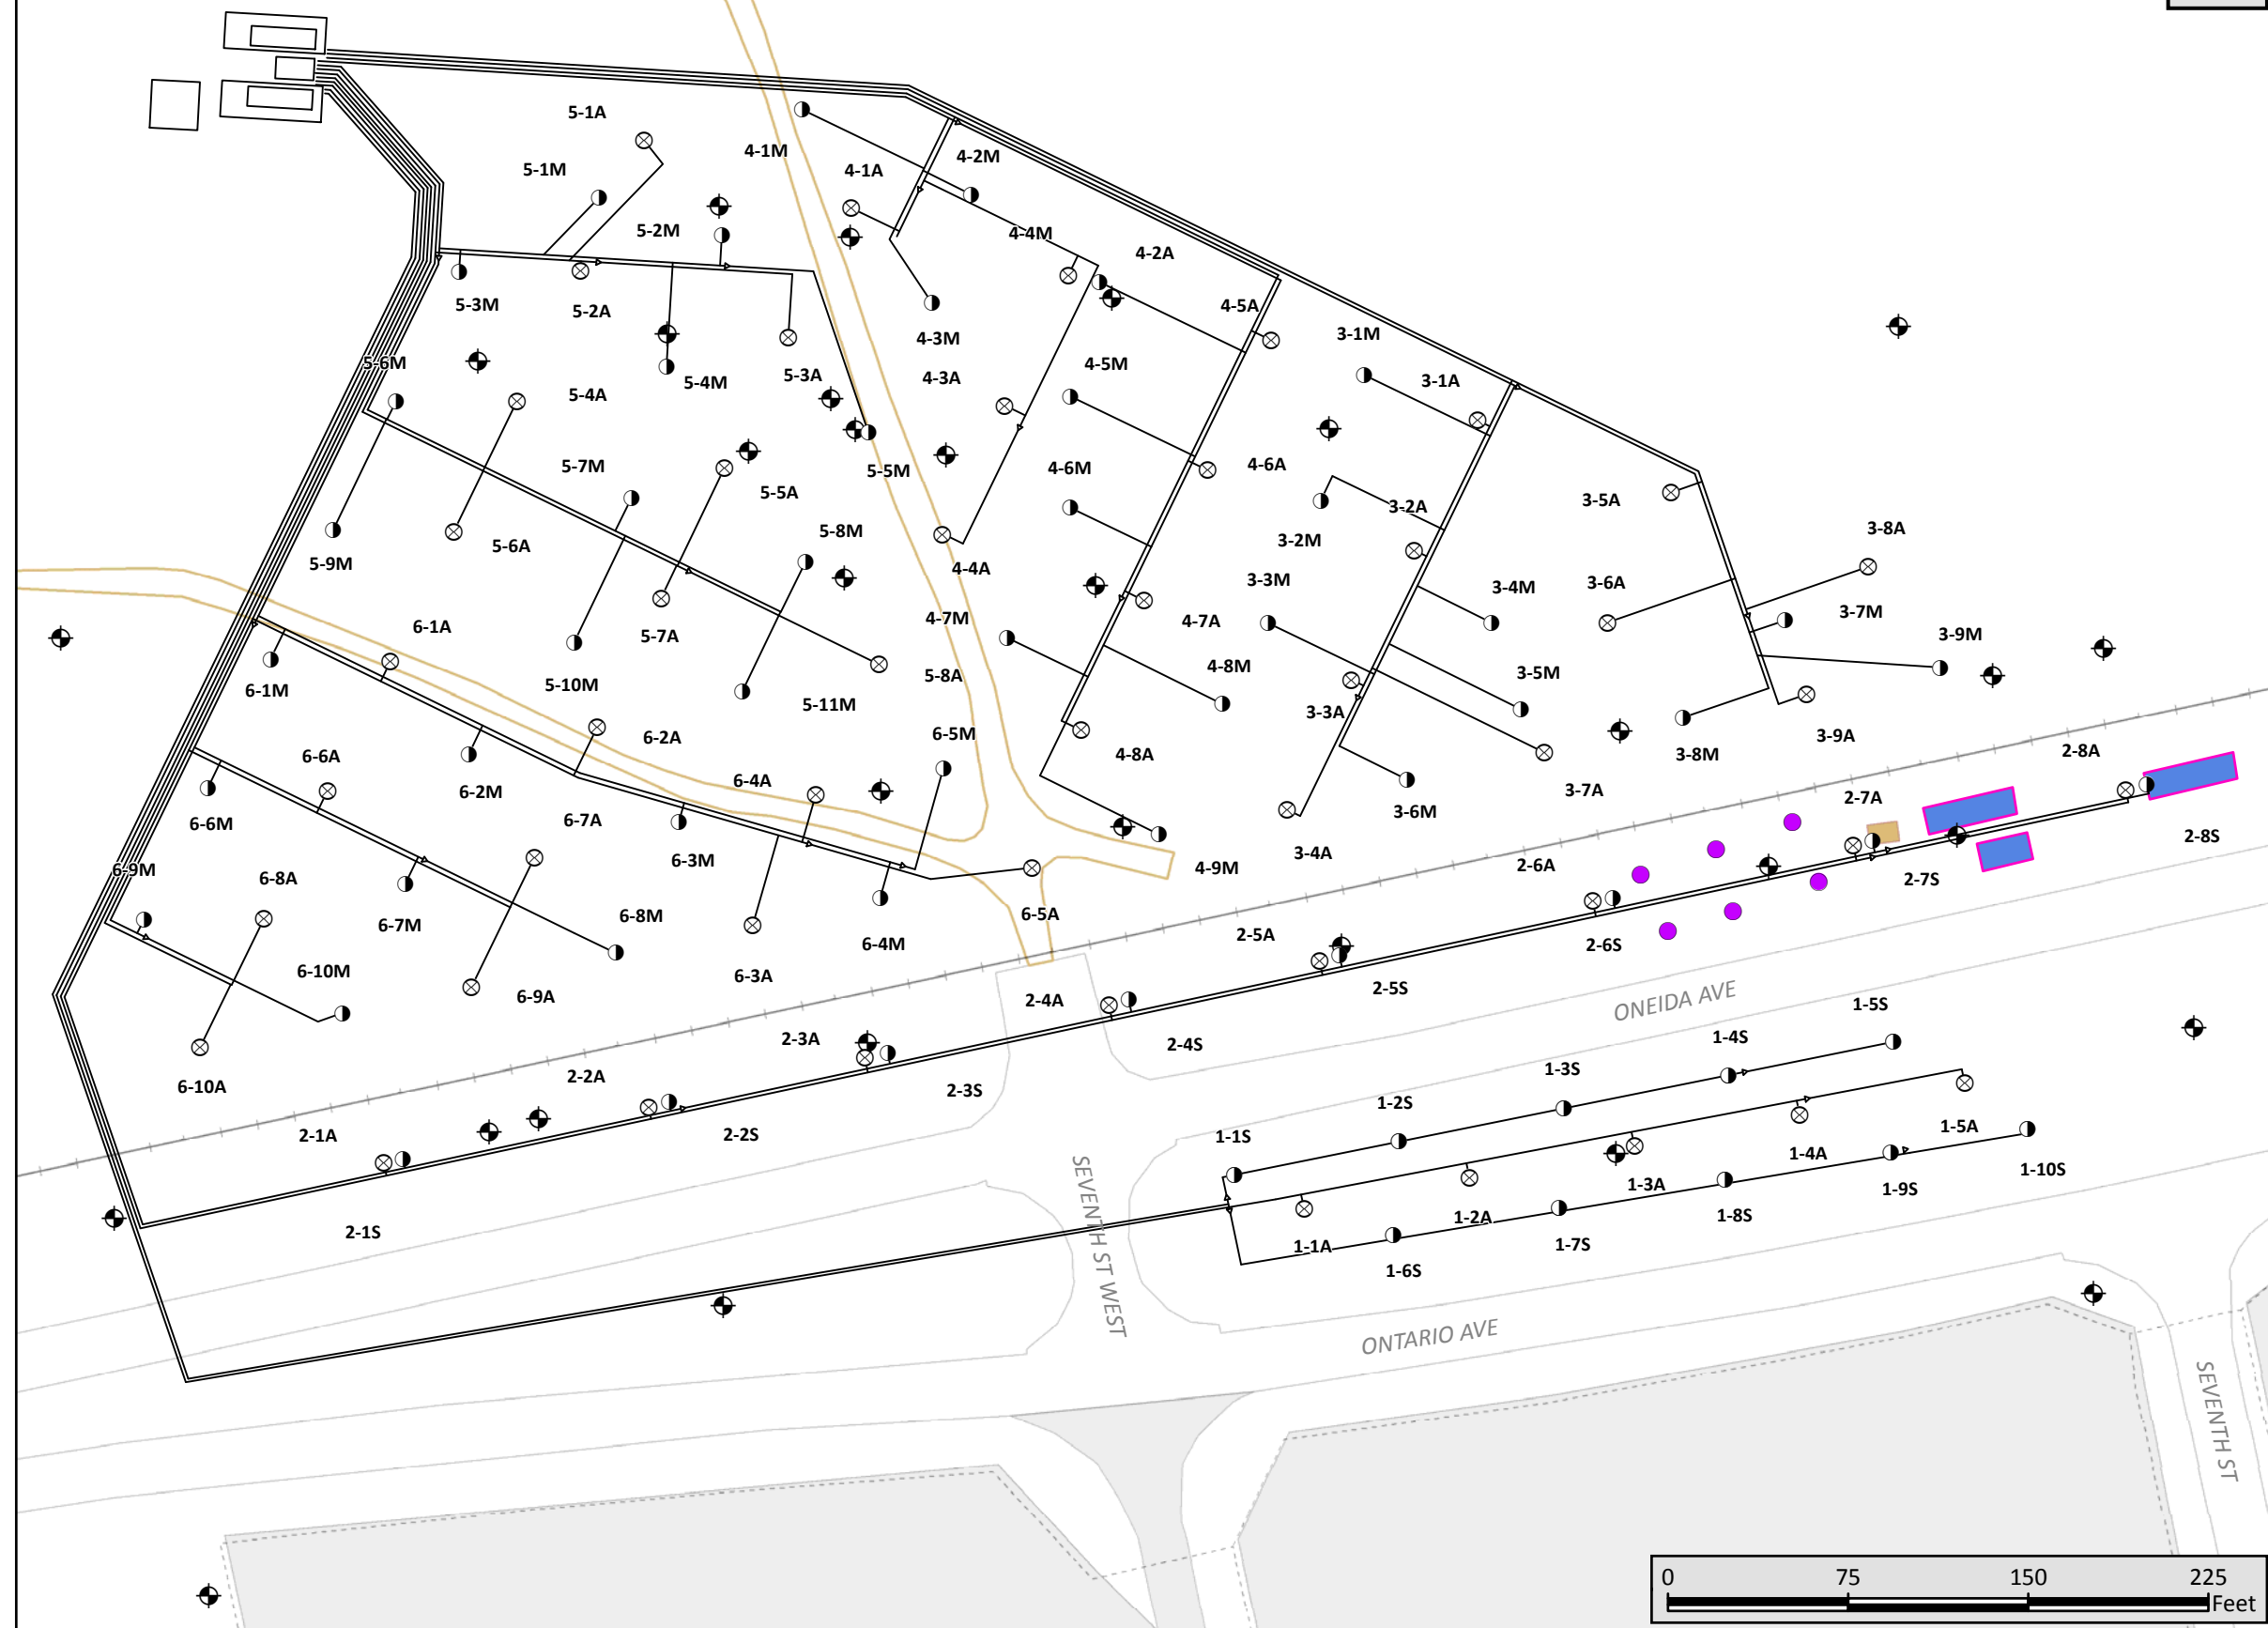 5-1A
4-1M
4-2M
5-1M
4-1A
5-2M
4-4M
4-2A
5-3M
5-2A
4-5A
4-3M
3-1M
5-6M
5-4M
5-3A
4-3A
4-5M
3-1A
5-4A
5-7M
5-5M
4-6M
4-6A
5-5A
3-2A
3-5A
5-6A
5-8M
3-2M
3-8A
5-9M
4-4A
3-3M
3-4M
3-6A
6-1A
5-7A
4-7M
4-7A
3-7M
3-9M
6-1M
5-10M
5-11M
5-8A
4-8M
3-5M
6-6A
6-2A
6-5M
4-8A
3-3A
3-8M
3-9A
2-8A
6-6M
6-2M
6-7A
6-4A
3-7A
2-7A
3-6M
6-9M
6-8A
6-3M
4-9M
3-4A
2-6A
2-8S
2-7S
6-7M
6-8M
6-5A
6-4M
2-5A
2-6S
6-10M
6-9A
6-3A
2-4A
2-5S
ONEIDA AVE
1-5S
6-10A
2-2A
2-3A
2-4S
1-4S
2-3S
1-3S
2-1A
2-2S
1-2S
1-1S
1-5A
1-4A
1-10S
2-1S
1-3A
1-9S
1-2A
1-8S
1-1A
1-7S
1-6S
SEVENTH ST WEST
ONTARIO AVE
SEVENTH ST
0 75 150 225
Feet